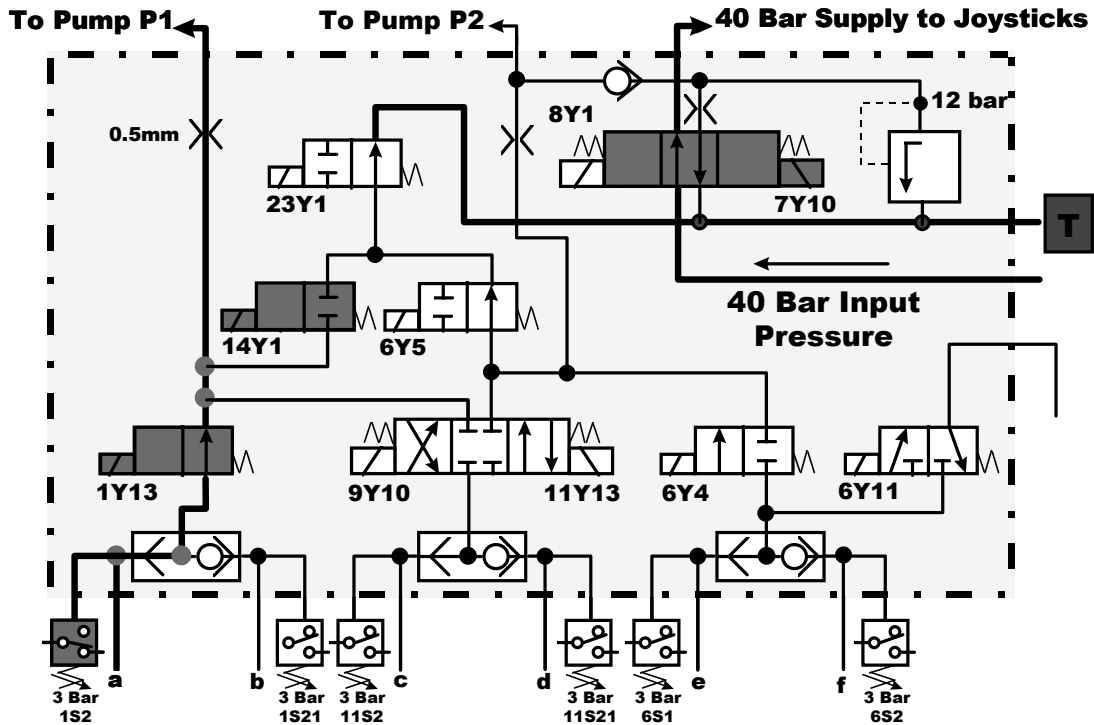 To Pump P1
To Pump P2
40 Bar Supply to Joysticks
0.5mm
8Y1
12 bar
23Y1
7Y10
T
14Y1
6Y5
40 Bar Input
Pressure
1Y13
9Y10
11Y13
6Y4
6Y11
a
b
c
d
e
f
3 Bar
1S2
3 Bar
1S21
3 Bar
11S2
3 Bar
11S21
3 Bar
6S1
3 Bar
6S2